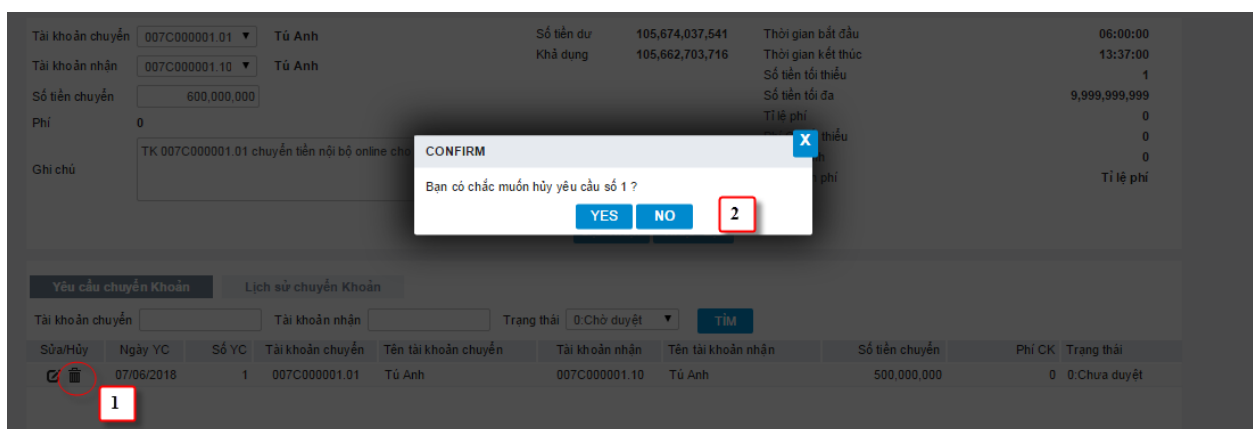 Tài khoản chuyển 007C000001.01 Tú Anh Số tiền dư 105,674,037,541 Thời gian bắt đầu 06:00:00
Khả dụng 105,662,703,716 Thời gian kết thúc 13:37:00
Tài khoản nhận 007C000001.10 Tú Anh
Số tiền tối thiểu 1
Số tiền chuyển 600,000,000 Số tiền tối đa 9,999,999,999
Phí 0 Tỉ lệ phí 0
thiểu 0
Ghi chú TK 007C000001.01 chuyển tiền nội bộ online cho
0
phí Tỉ lệ phí
CONFIRM X
Bạn có chắc muốn hủy yêu cầu số 1 ?
YES NO 2
Yêu cầu chuyển Khoản Lịch sử chuyển Khoản
Tài khoản chuyển Tài khoản nhận Trạng thái 0:Chờ duyệt TÌM
Sửa/Hủy Ngày YC Số YC Tài khoản chuyển Tên tài khoản chuyển Tài khoản nhận Tên tài khoản nhận Số tiền chuyển Phí CK Trạng thái
07/06/2018 1 007C000001.01 Tú Anh 007C000001.10 Tú Anh 500,000,000 0 0:Chưa duyệt
1